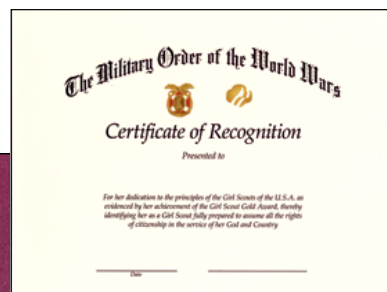 The Military Order of the World Wars
Certificate of Recognition
Presented to
For her dedication to the principles of the Girl Scouts of the U.S.A. as
evidenced by her achievement of the Girl Scout Gold Award, thereby
identifying her as a Girl Scout fully prepared to assume all the rights
of citizenship in the service of her God and Country
Date